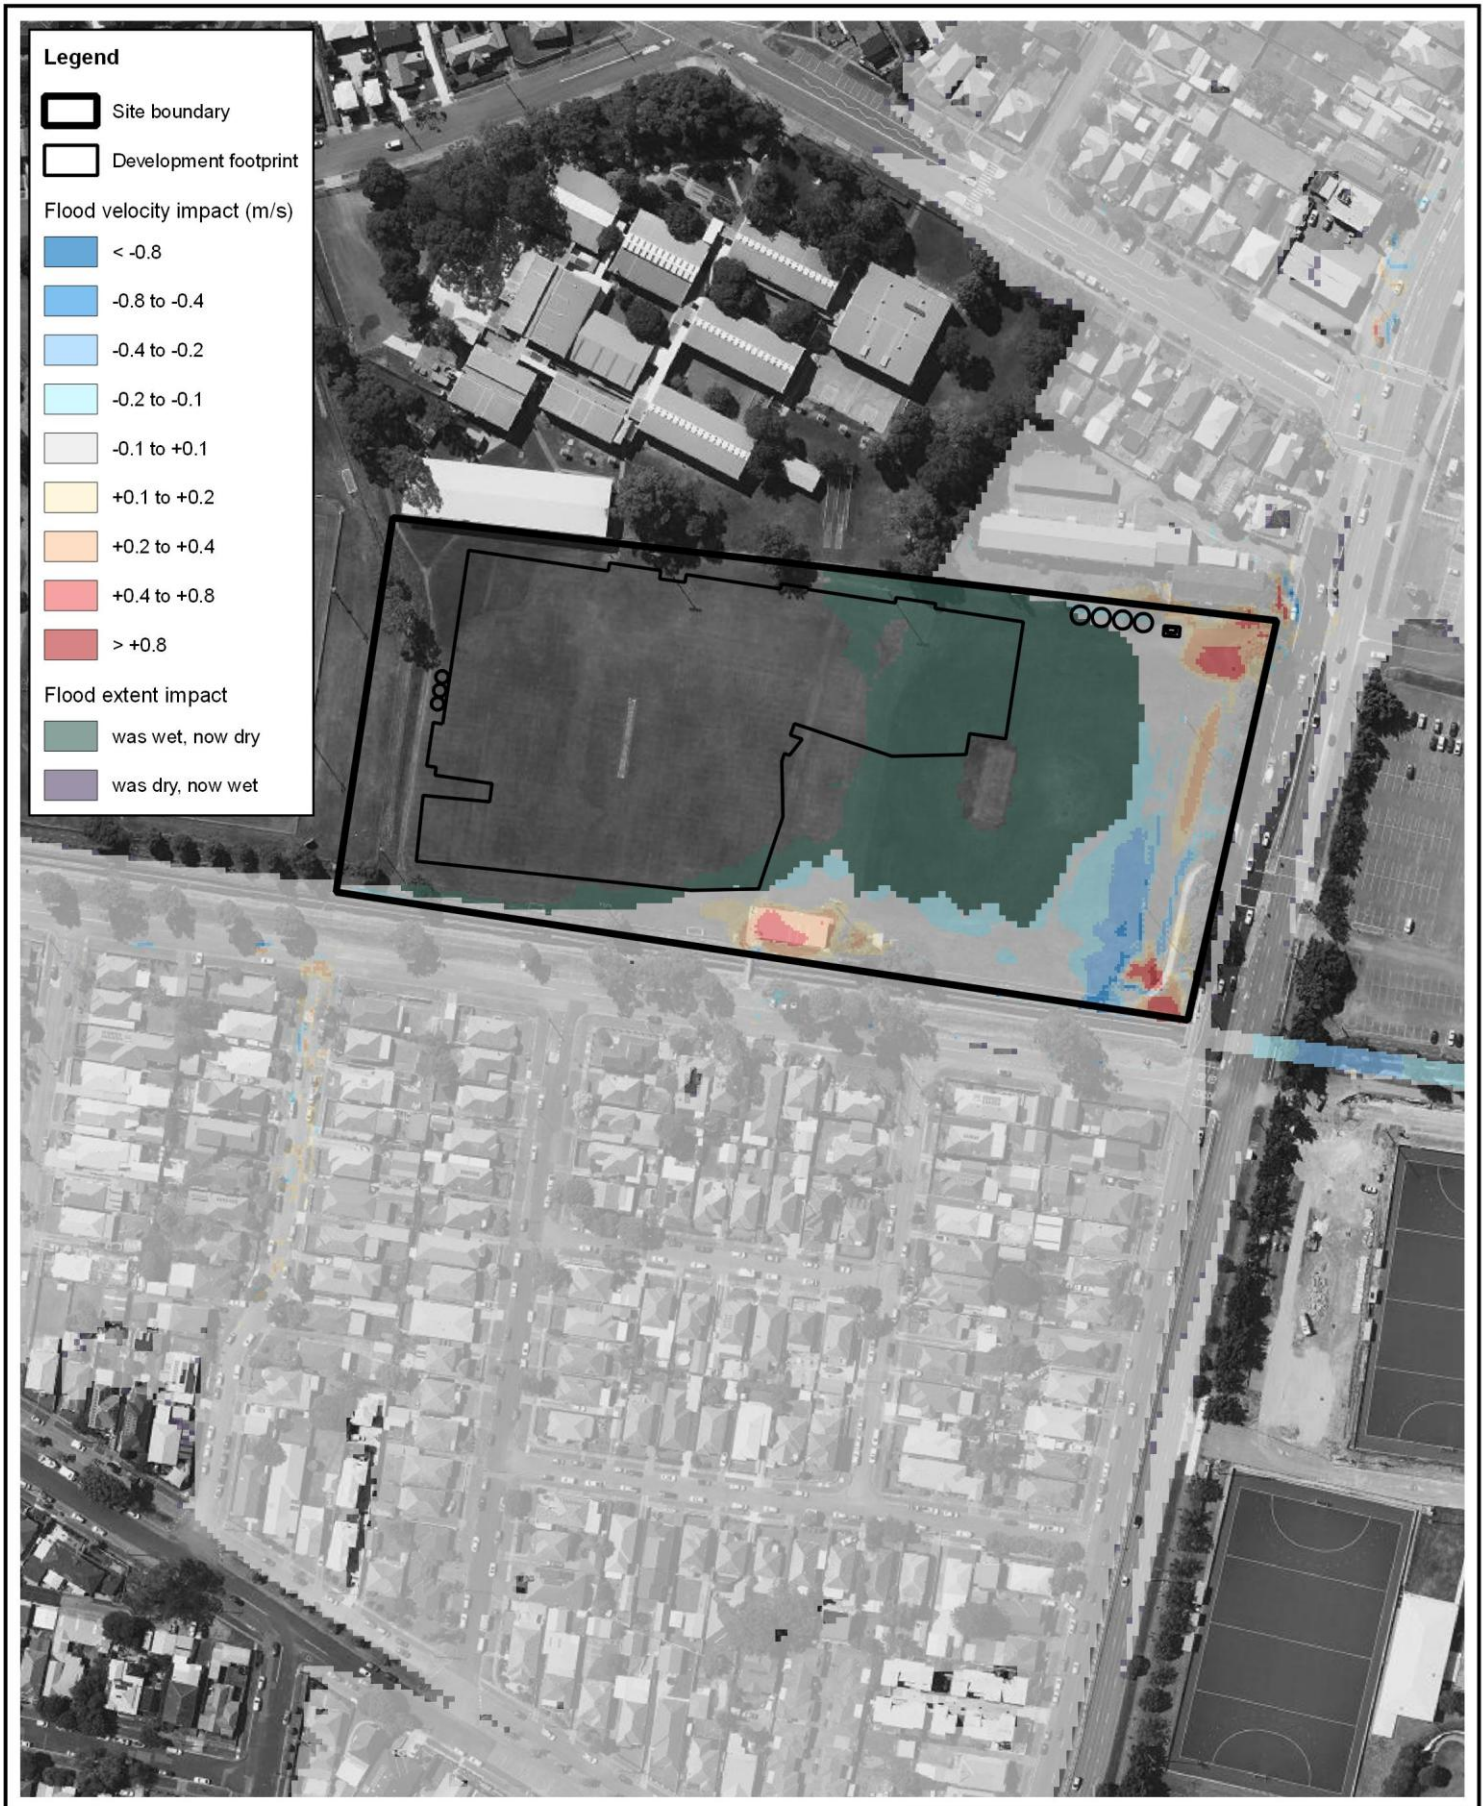 Legend
Site boundary
Development footprint
Flood velocity impact (m/s)
< -0.8
-0.8 to -0.4
-0.4 to -0.2
-0.2 to -0.1
-0.1 to +0.1
+0.1 to +0.2
+0.2 to +0.4
+0.4 to +0.8
> +0.8
Flood extent impact
was wet, now dry
was dry, now wet